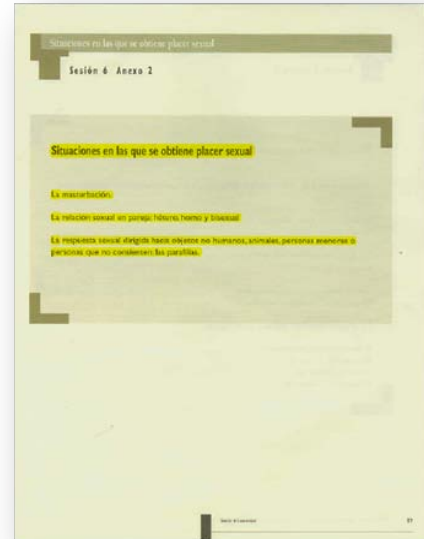 Situaciones en las que se obtiene placer sexual
Sesión 6 Anexo 2
Situaciones en las que se obtiene placer sexual
La masturbación.
La relación sexual en pareja: hétero, homo y bisexual
La respuesta sexual dirigida hacia objetos no humanos, animales, personas menores o
personas que no consienten: las parafilias.